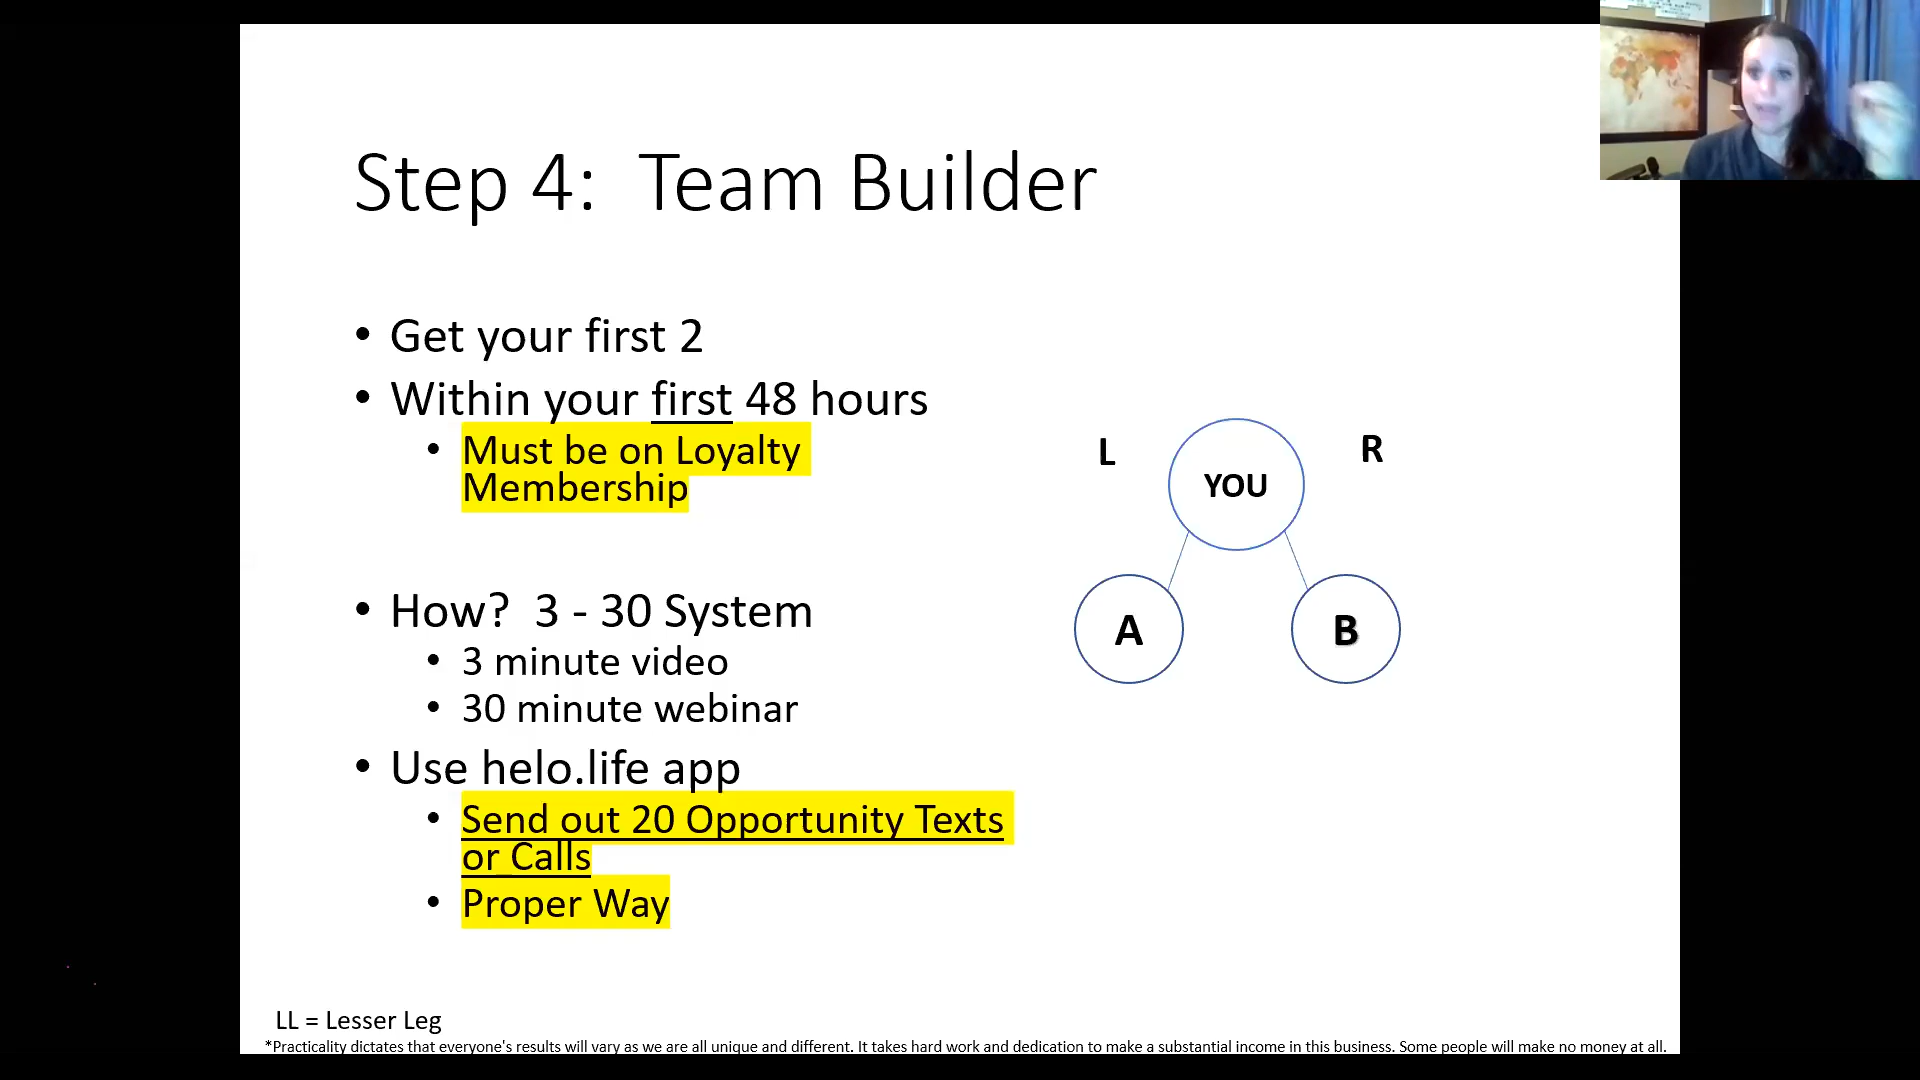 Step 4:  Team Builder
• Get your first 2
• Within your first 48 hours
• Must be on Loyalty
Membership
• How?  3 - 30 System
• 3 minute video
• 30 minute webinar
• Use helo.life app
• Send out 20 Opportunity Texts
or Calls
• Proper Way
L
R
YOU
A
B
LL = Lesser Leg
*Practicality dictates that everyone's results will vary as we are all unique and different. It takes hard work and dedication to make a substantial income in this business. Some people will make no money at all.